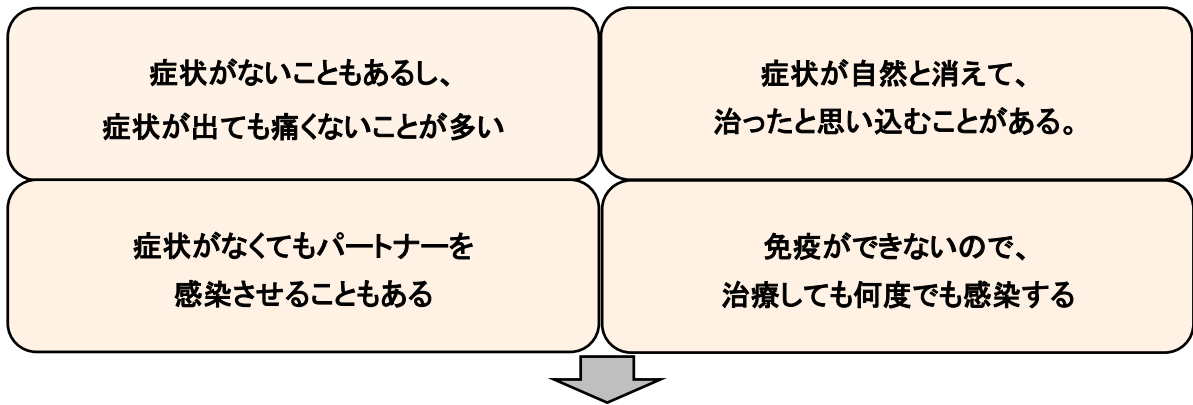 症状がないこともあるし、
症状が出ても痛くないことが多い
症状が自然と消えて、
治ったと思い込むことがある。
症状がなくてもパートナーを
感染させることもある
免疫ができないので、
治療しても何度でも感染する